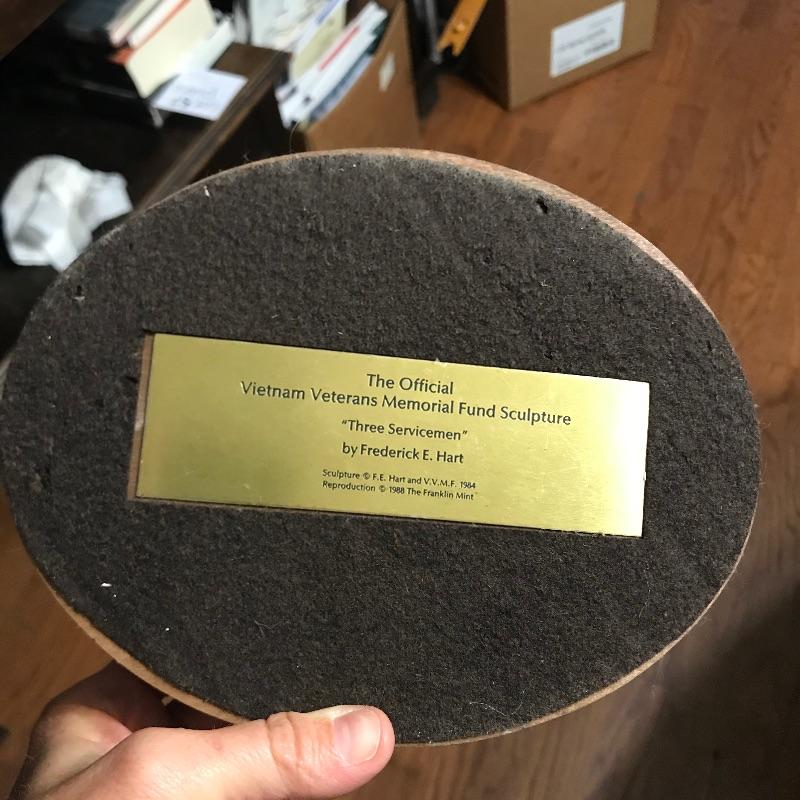 The Official
Vietnam Veterans Memorial Fund Sculpture
"Three Servicemen"
by Frederick E. Hart
Sculpture © F.E. Hart and V.V.M.F. 1984
Reproduction © 1988 The Franklin Mint